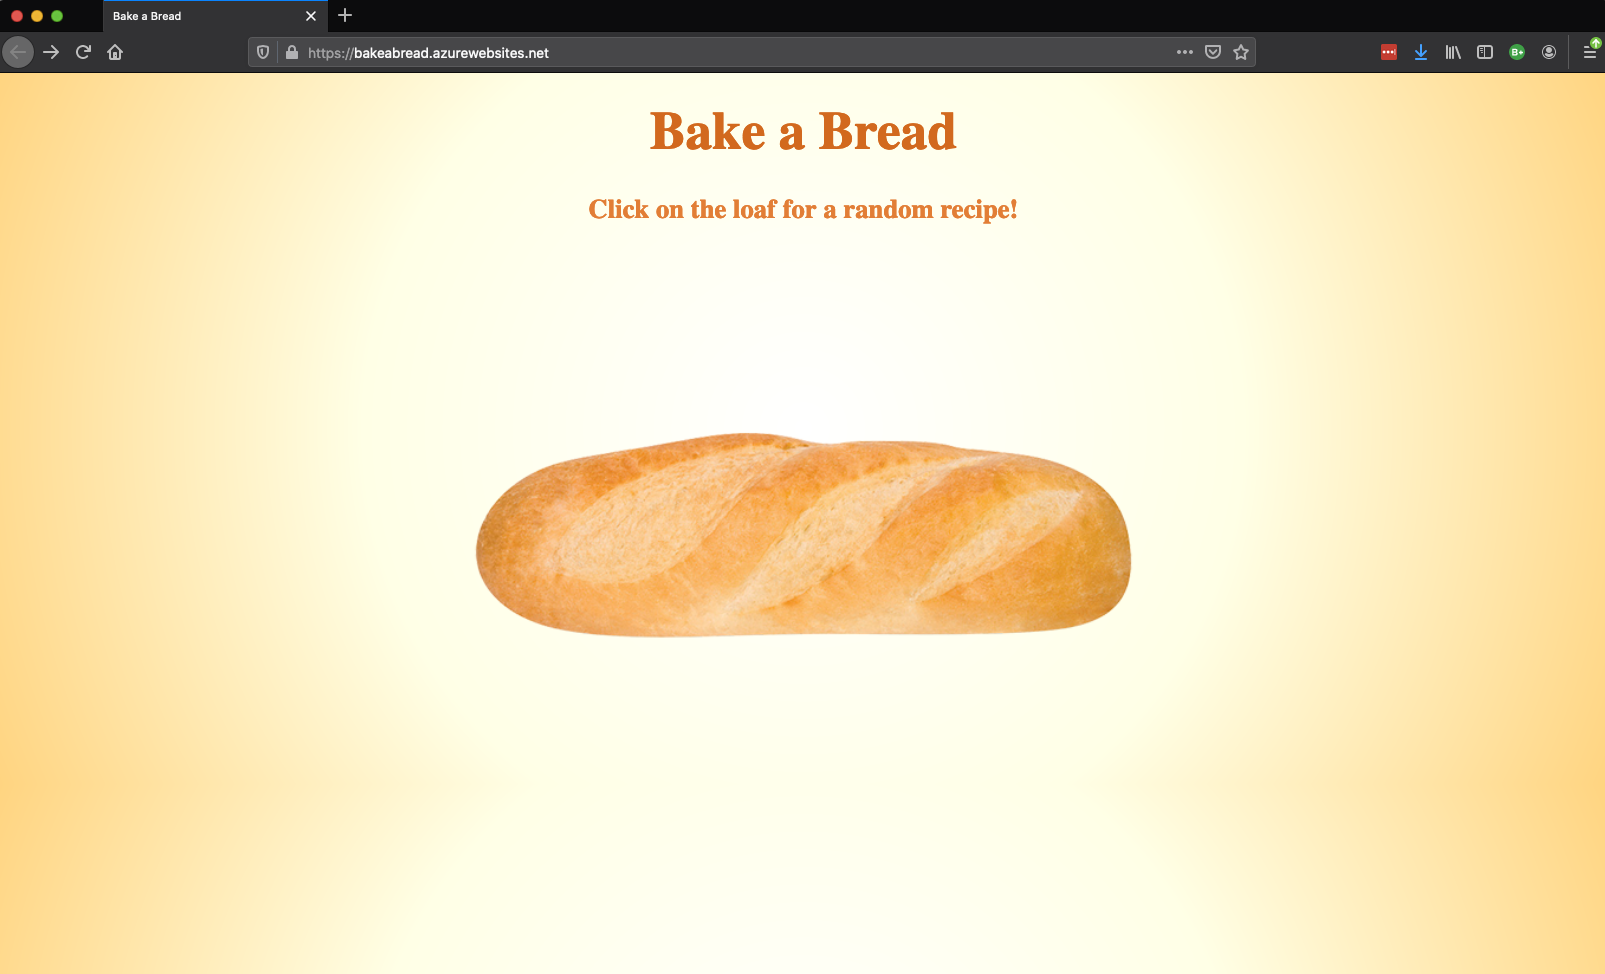 Bake a Bread
https://bakeabread.azurewebsites.net
B+
Bake a Bread
Click on the loaf for a random recipe!